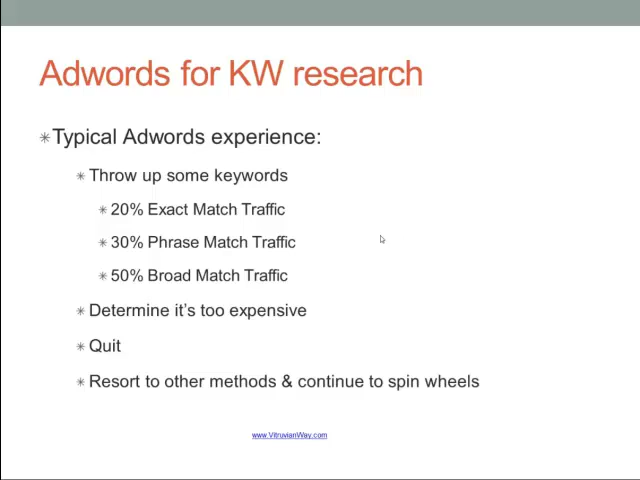 Adwords for KW research
Typical Adwords experience:
Throw up some keywords
20% Exact Match Traffic
30% Phrase Match Traffic
50% Broad Match Traffic
Determine it's too expensive
Quit
Resort to other methods & continue to spin wheels
www.VitruvianWay.com